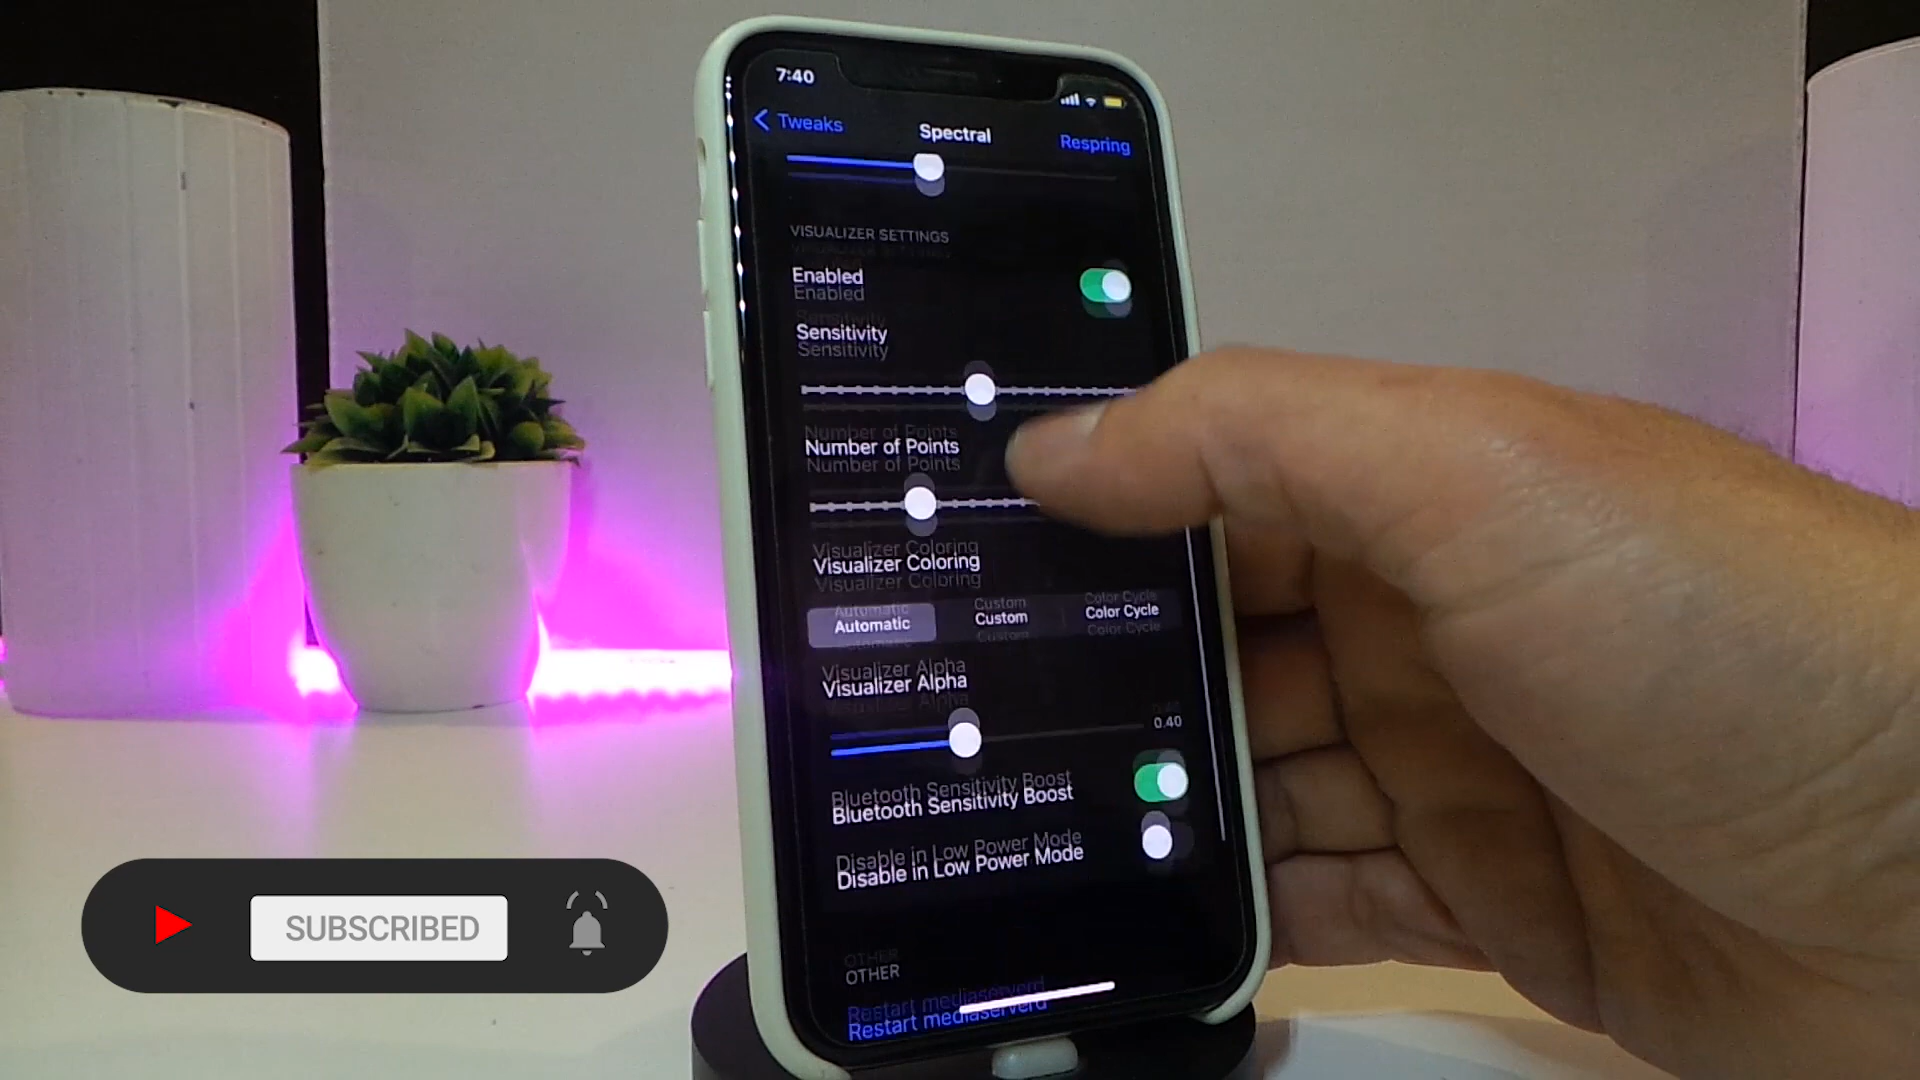 7:40
Tweaks
Spectral
Respring
VISUALIZER SETTINGS
Enabled
Sensitivity
Number of Points
Visualizer Coloring
Automatic
Custom
Color Cycle
Visualizer Alpha
0.40
Bluetooth Sensitivity Boost
Disable in Low Power Mode
OTHER
Restart mediaserverd
SUBSCRIBED